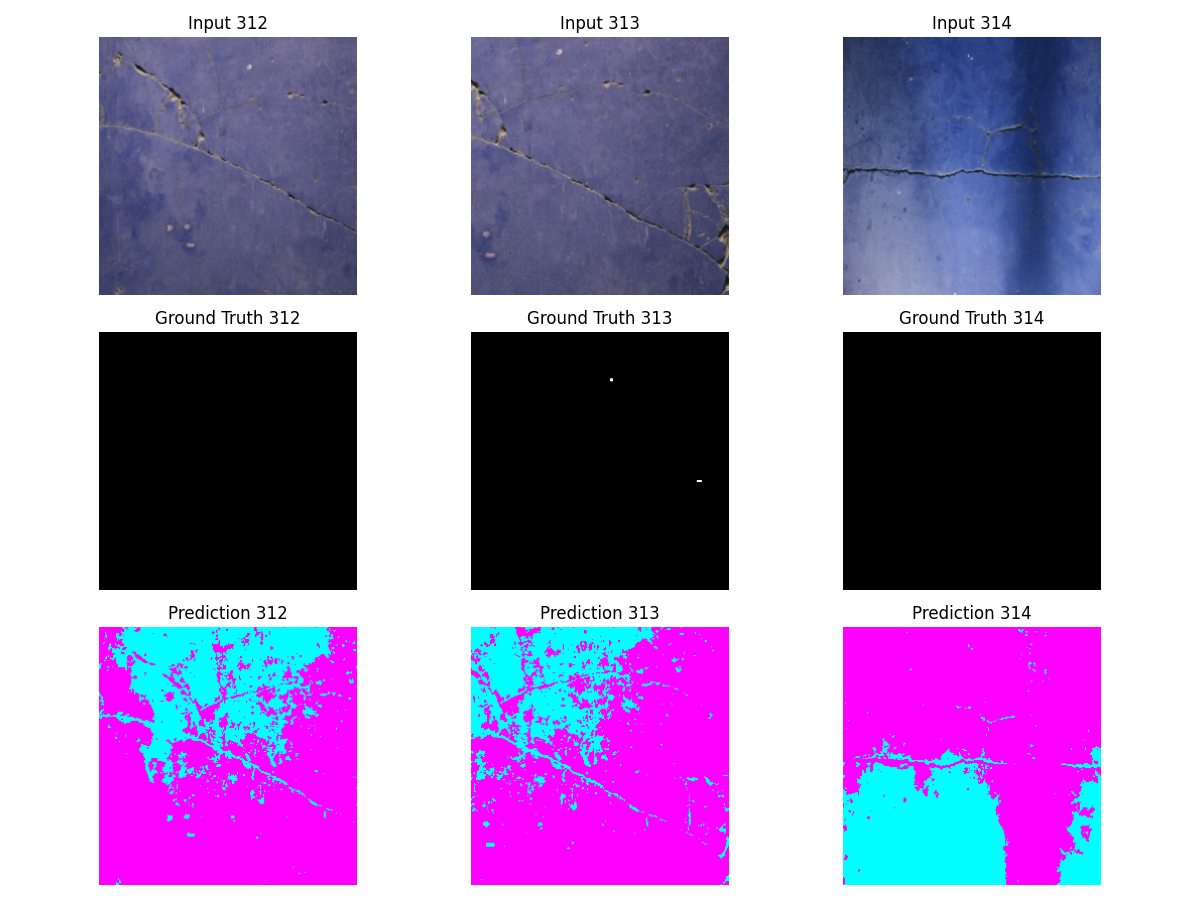 Input 312
Input 313
Input 314
Ground Truth 312
Ground Truth 313
Ground Truth 314
Prediction 312
Prediction 313
Prediction 314